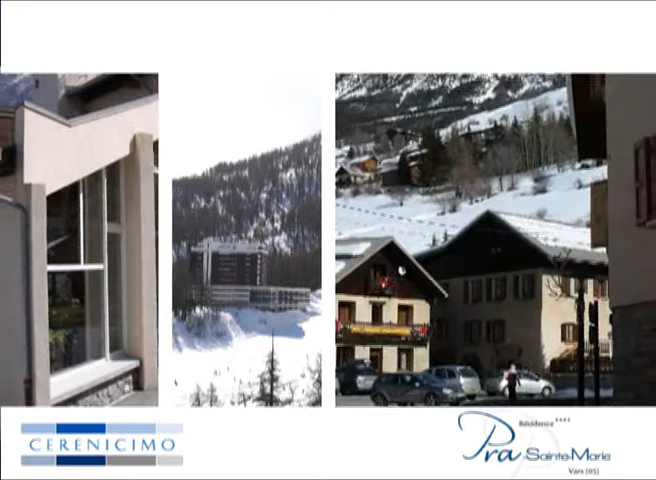 CERENICIMO
Résidence ****
Pra Sainte-Marie
Vars (05)